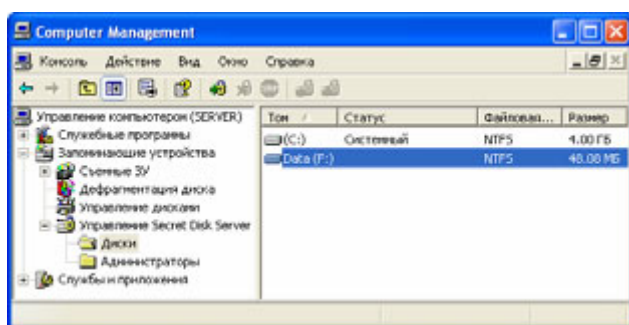 Computer Management
Консоль Действие Вид Окно Справка
Управление компьютером (SERVER)
Служебные программы
Запоминающие устройства
Съемные ЗУ
Дефрагментация диска
Управление дисками
Управление Secret Disk Server
Диски
Администраторы
Службы и приложения
Том Статус Файловая... Размер
(C:) Системный NTFS 4.00 ГБ
Data (F:) NTFS 48.08 МБ